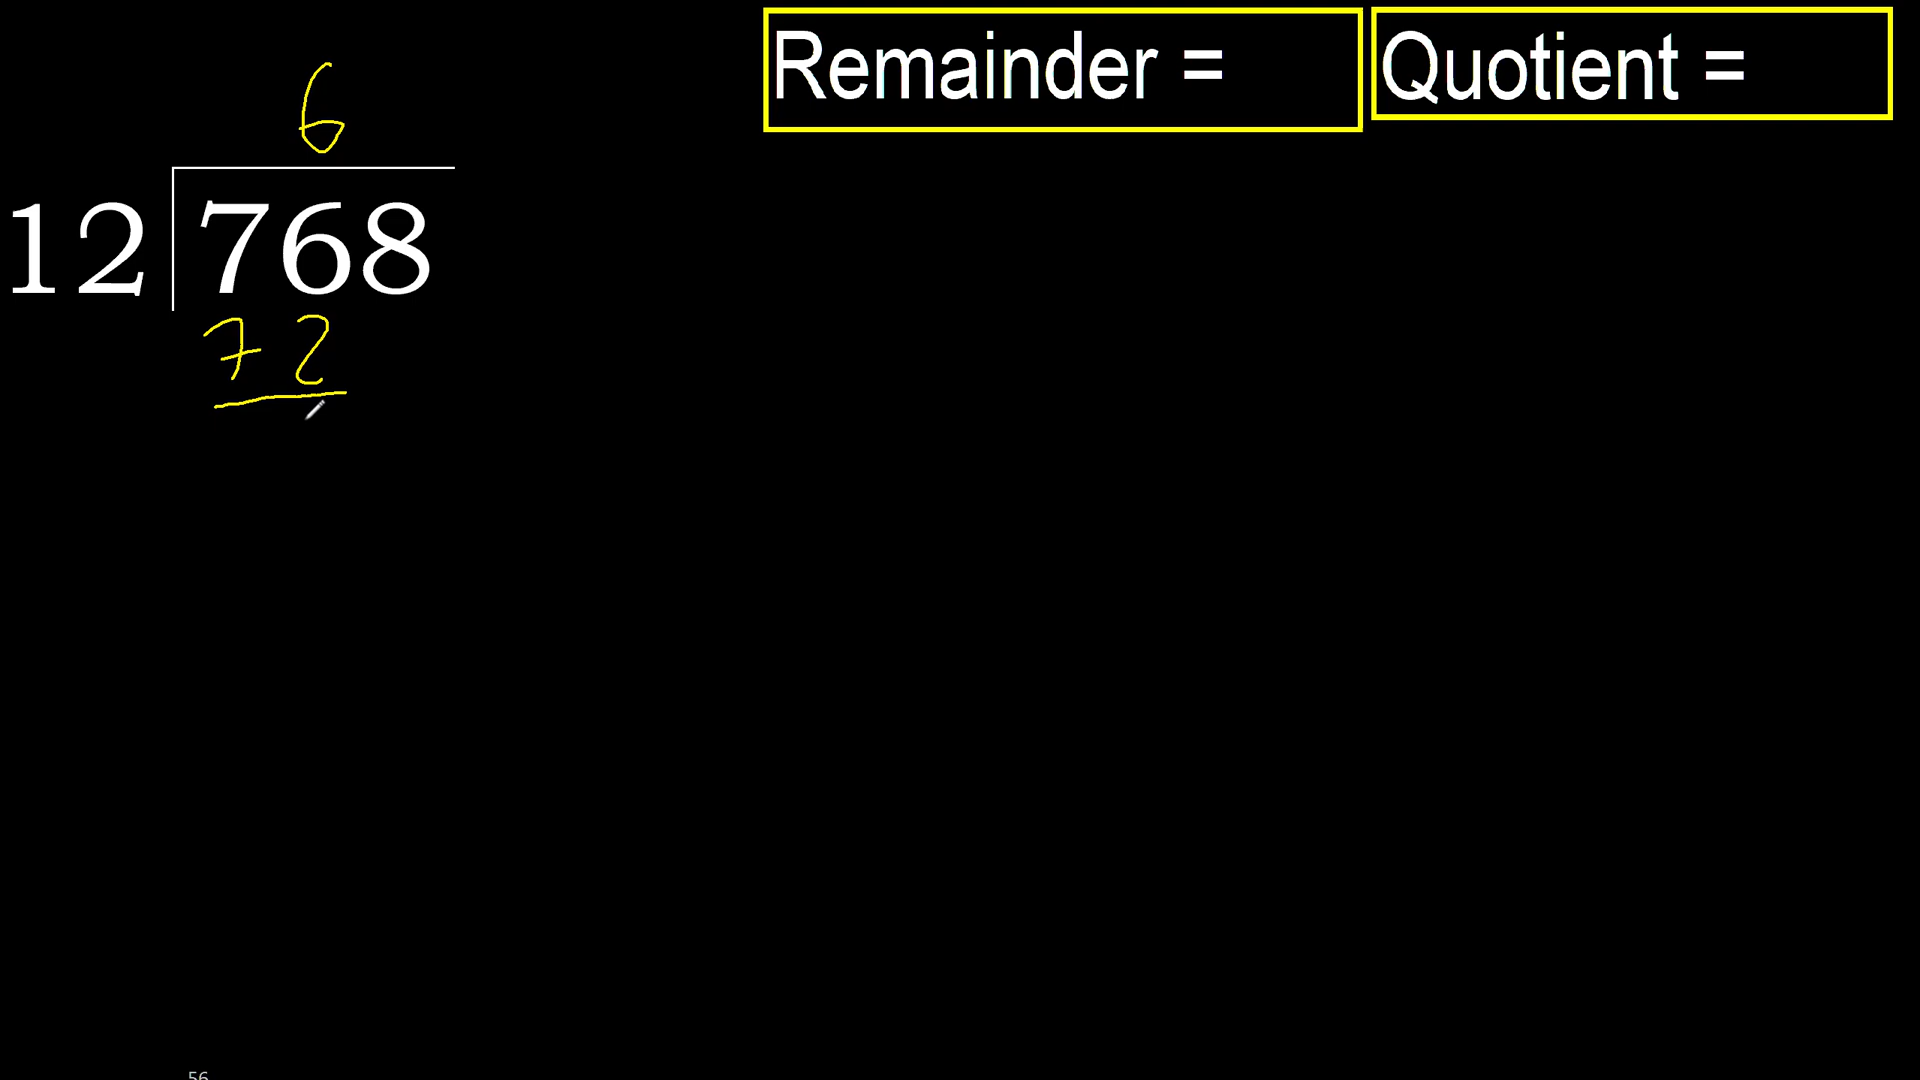 Remainder = Quotient =
6
12 768
72
56